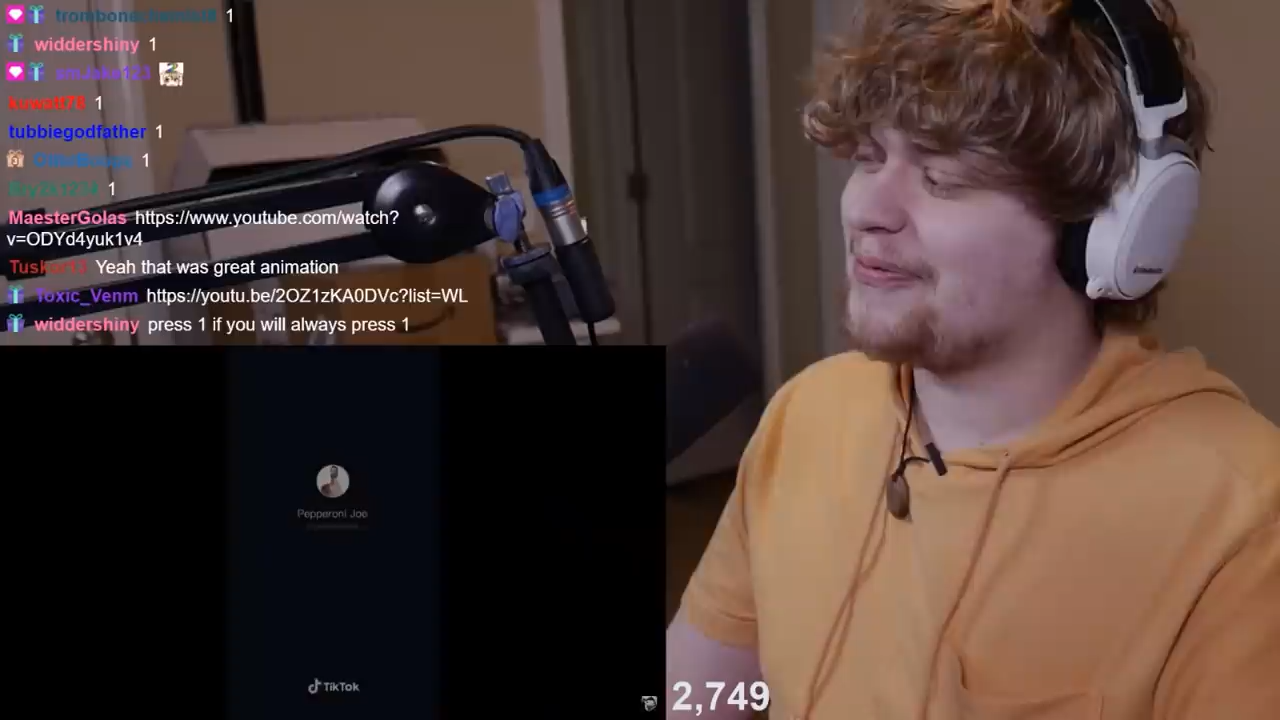 1
widdershiny 1
amJake123
kuwait78 1
tubbiegodfather 1
1
1
MaesterGolas https://www.youtube.com/watch?
v=ODYd4yuk1v4
Yeah that was great animation
Toxic_Venm https://youtu.be/2OZ1zKA0DVc?list=WL
widdershiny press 1 if you will always press 1
Pepperoni Joe
TikTok
2,749